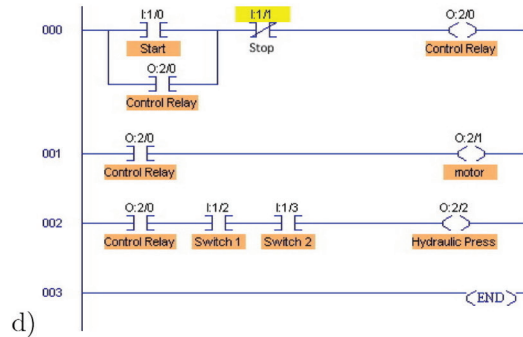 I:1/0 I:1/1 O:2/0
000
Start Stop Control Relay
O:2/0
Control Relay
O:2/0 O:2/1
001
Control Relay motor
O:2/0 I:1/2 I:1/3 O:2/2
002
Control Relay Switch 1 Switch 2 Hydraulic Press
003 END
d)